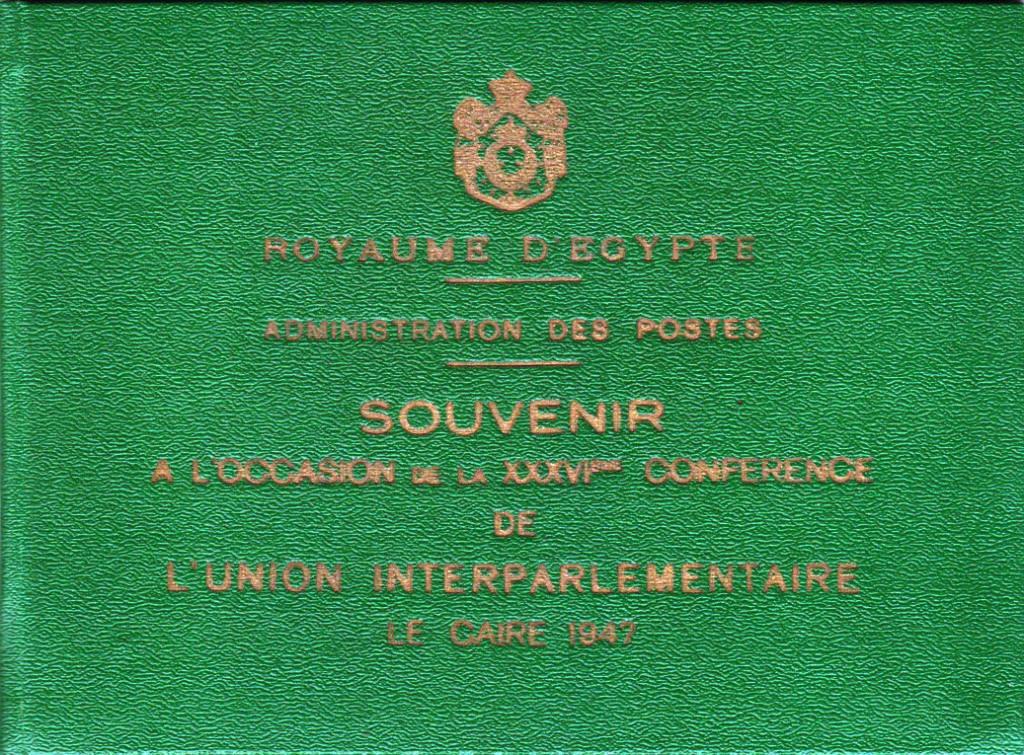 ROYAUME D'EGYPTE
ADMINISTRATION DES POSTES
SOUVENIR
A L'OCCASION DE LA XXXVIème CONFERENCE
DE
L'UNION INTERPARLEMENTAIRE
LE CAIRE 1947